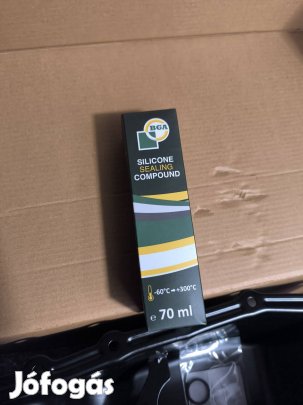 BGA
SILICONE
SEALING
COMPOUND
-60°C ➡ +300°C
e 70 ml
Jófogás